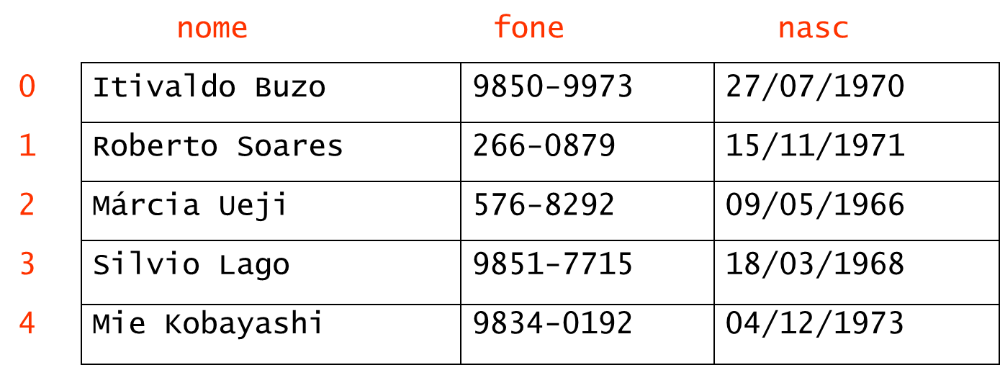 nome fone nasc
0 Itivaldo Buzo 9850-9973 27/07/1970
1 Roberto Soares 266-0879 15/11/1971
2 Márcia Ueji 576-8292 09/05/1966
3 Silvio Lago 9851-7715 18/03/1968
4 Mie Kobayashi 9834-0192 04/12/1973